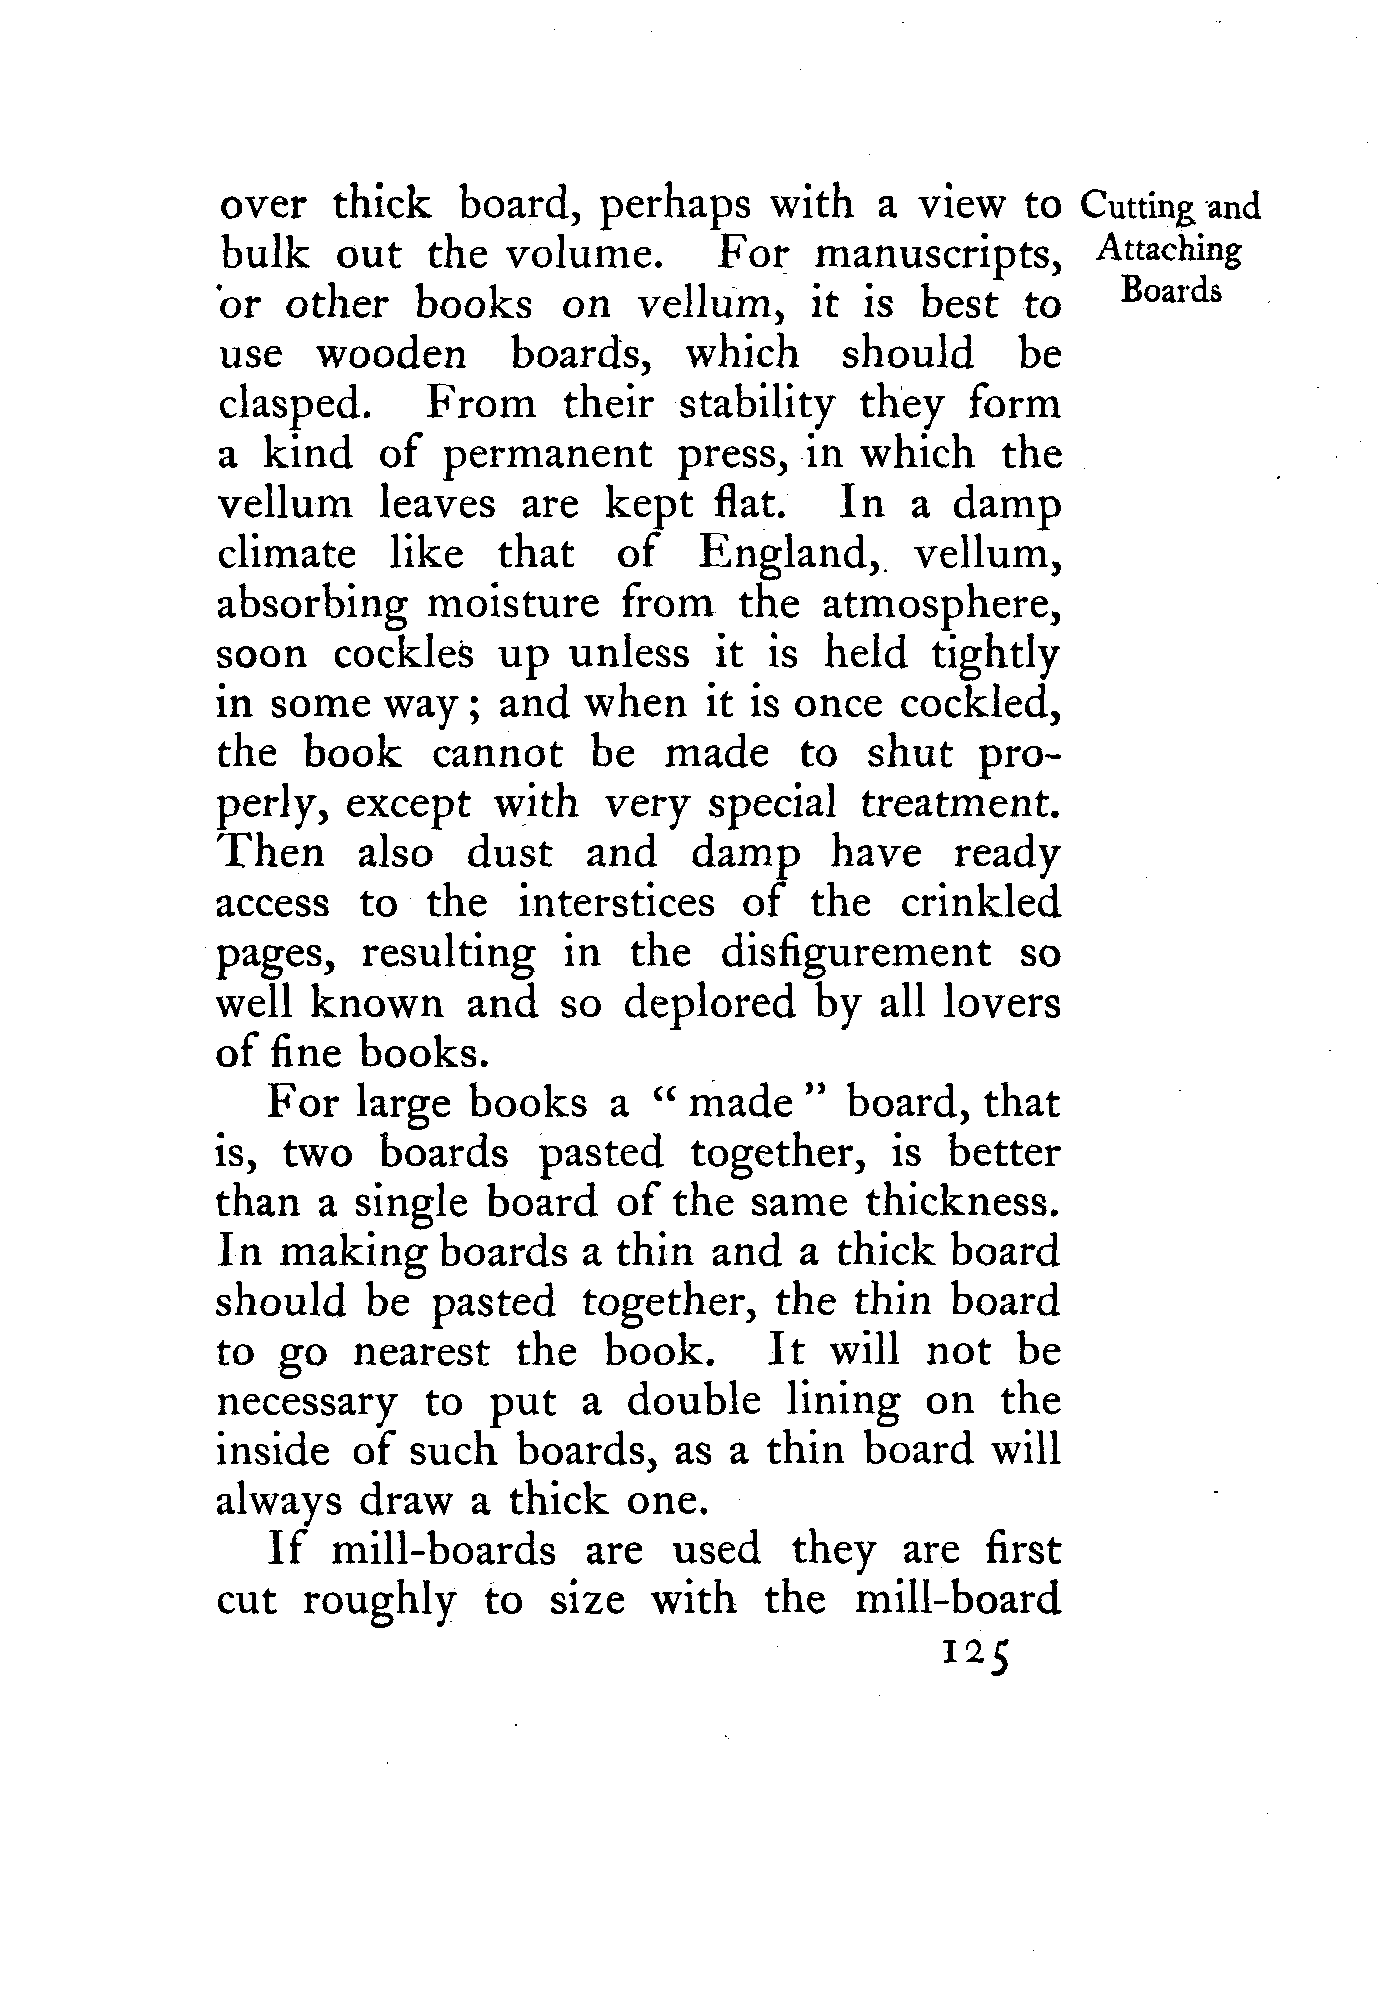 over thick board, perhaps with a view to
bulk out the volume. For manuscripts,
or other books on vellum, it is best to
use wooden boards, which should be
clasped. From their stability they form
a kind of permanent press, in which the
vellum leaves are kept flat. In a damp
climate like that of England, vellum,
absorbing moisture from the atmosphere,
soon cockles up unless it is held tightly
in some way; and when it is once cockled,
the book cannot be made to shut pro-
perly, except with very special treatment.
Then also dust and damp have ready
access to the interstices of the crinkled
pages, resulting in the disfigurement so
well known and so deplored by all lovers
of fine books.
For large books a “made” board, that
is, two boards pasted together, is better
than a single board of the same thickness.
In making boards a thin and a thick board
should be pasted together, the thin board
to go nearest the book. It will not be
necessary to put a double lining on the
inside of such boards, as a thin board will
always draw a thick one.
If mill-boards are used they are first
cut roughly to size with the mill-board
125
Cutting and
Attaching
Boards